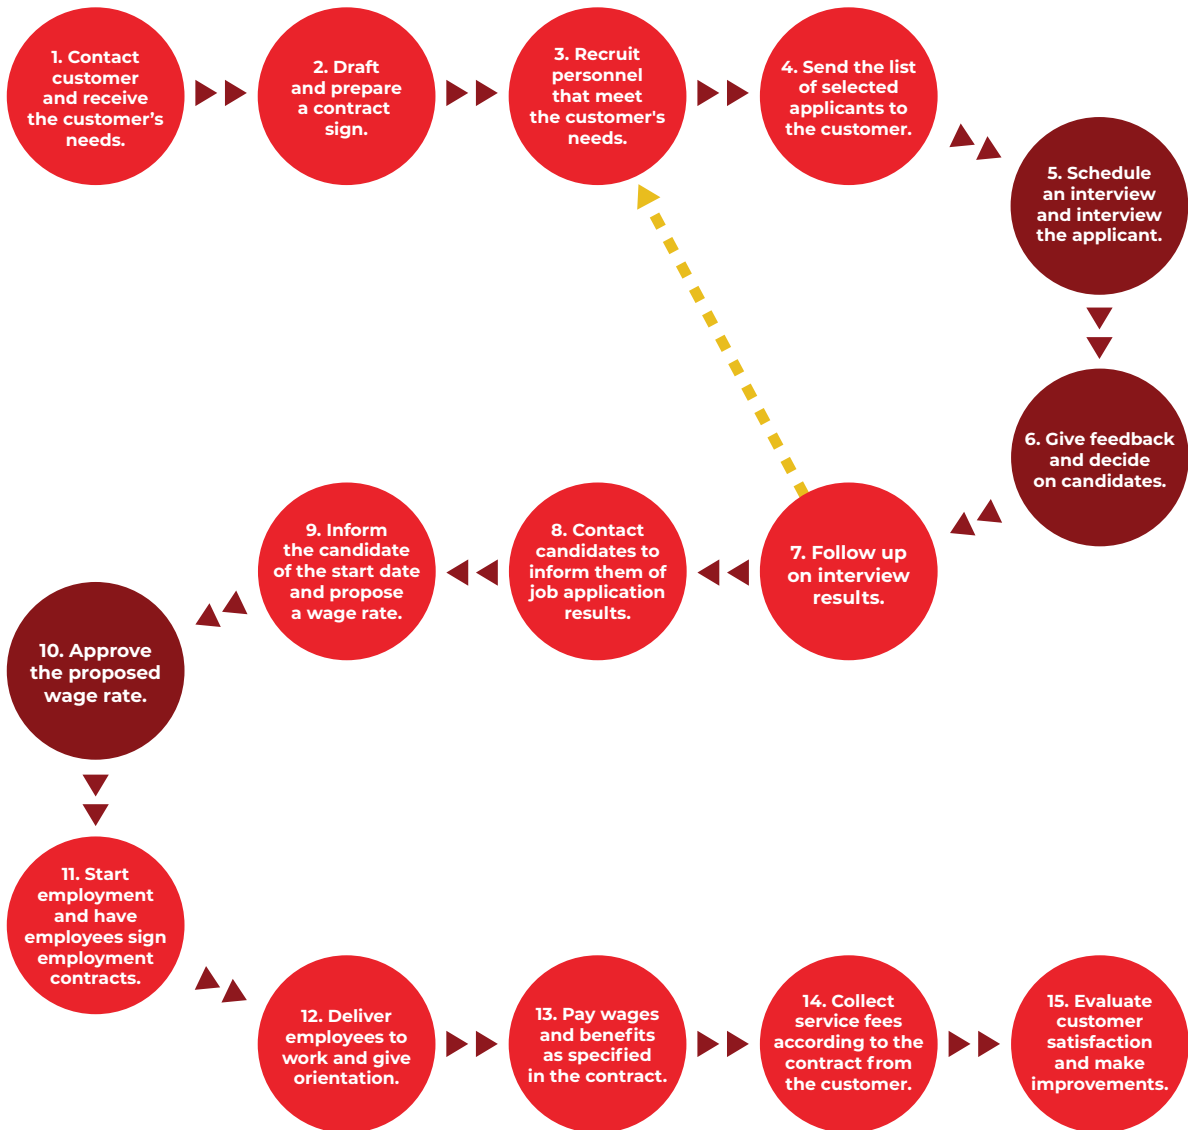 1. Contact
customer
and receive
the customer’s
needs.
2. Draft
and prepare
a contract
sign.
3. Recruit
personnel
that meet
the customer's
needs.
4. Send the list
of selected
applicants to
the customer.
5. Schedule
an interview
and interview
the applicant.
6. Give feedback
and decide
on candidates.
7. Follow up
on interview
results.
8. Contact
candidates to
inform them of
job application
results.
9. Inform
the candidate
of the start date
and propose
a wage rate.
10. Approve
the proposed
wage rate.
11. Start
employment
and have
employees sign
employment
contracts.
12. Deliver
employees to
work and give
orientation.
13. Pay wages
and benefits
as specified
in the contract.
14. Collect
service fees
according to the
contract from
the customer.
15. Evaluate
customer
satisfaction
and make
improvements.